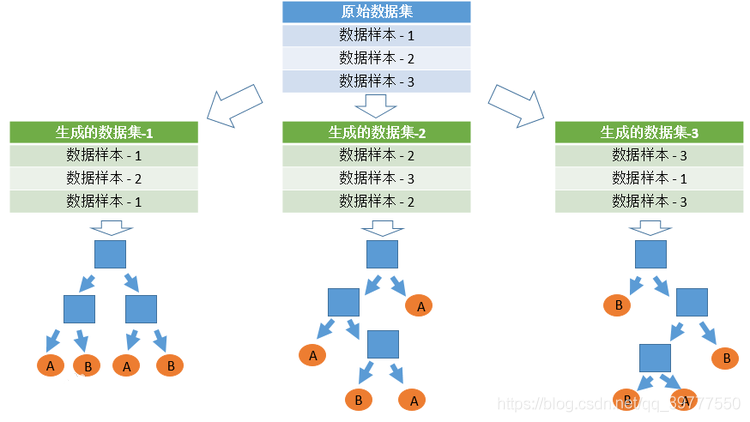 原始数据集
数据样本 - 1
数据样本 - 2
数据样本 - 3
生成的数据集-1
数据样本 - 1
数据样本 - 2
数据样本 - 1
生成的数据集-2
数据样本 - 2
数据样本 - 3
数据样本 - 2
生成的数据集-3
数据样本 - 3
数据样本 - 1
数据样本 - 3
A B A B
A
A
B A
B
B
B A
https://blog.csdn.net/qq_39777550